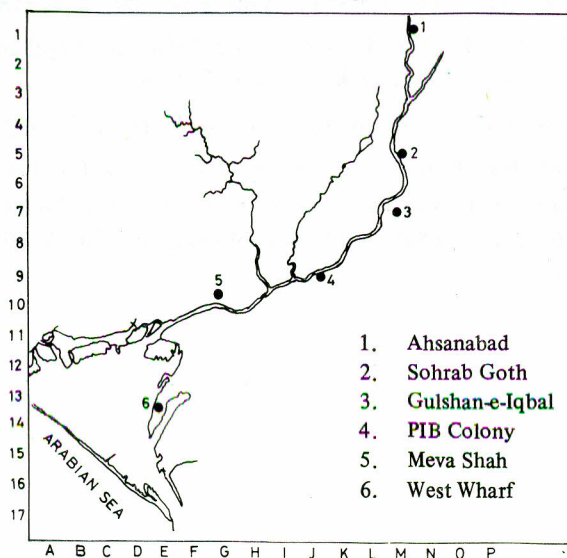 1
2
3
4
5
6
7
8
9
10
11
12
13
14
15
16
17
1
2
3
4
5
6
1. Ahsanabad
2. Sohrab Goth
3. Gulshan-e-Iqbal
4. PIB Colony
5. Meva Shah
6. West Wharf
ARABIAN SEA
A B C D E F G H I J K L M N O P